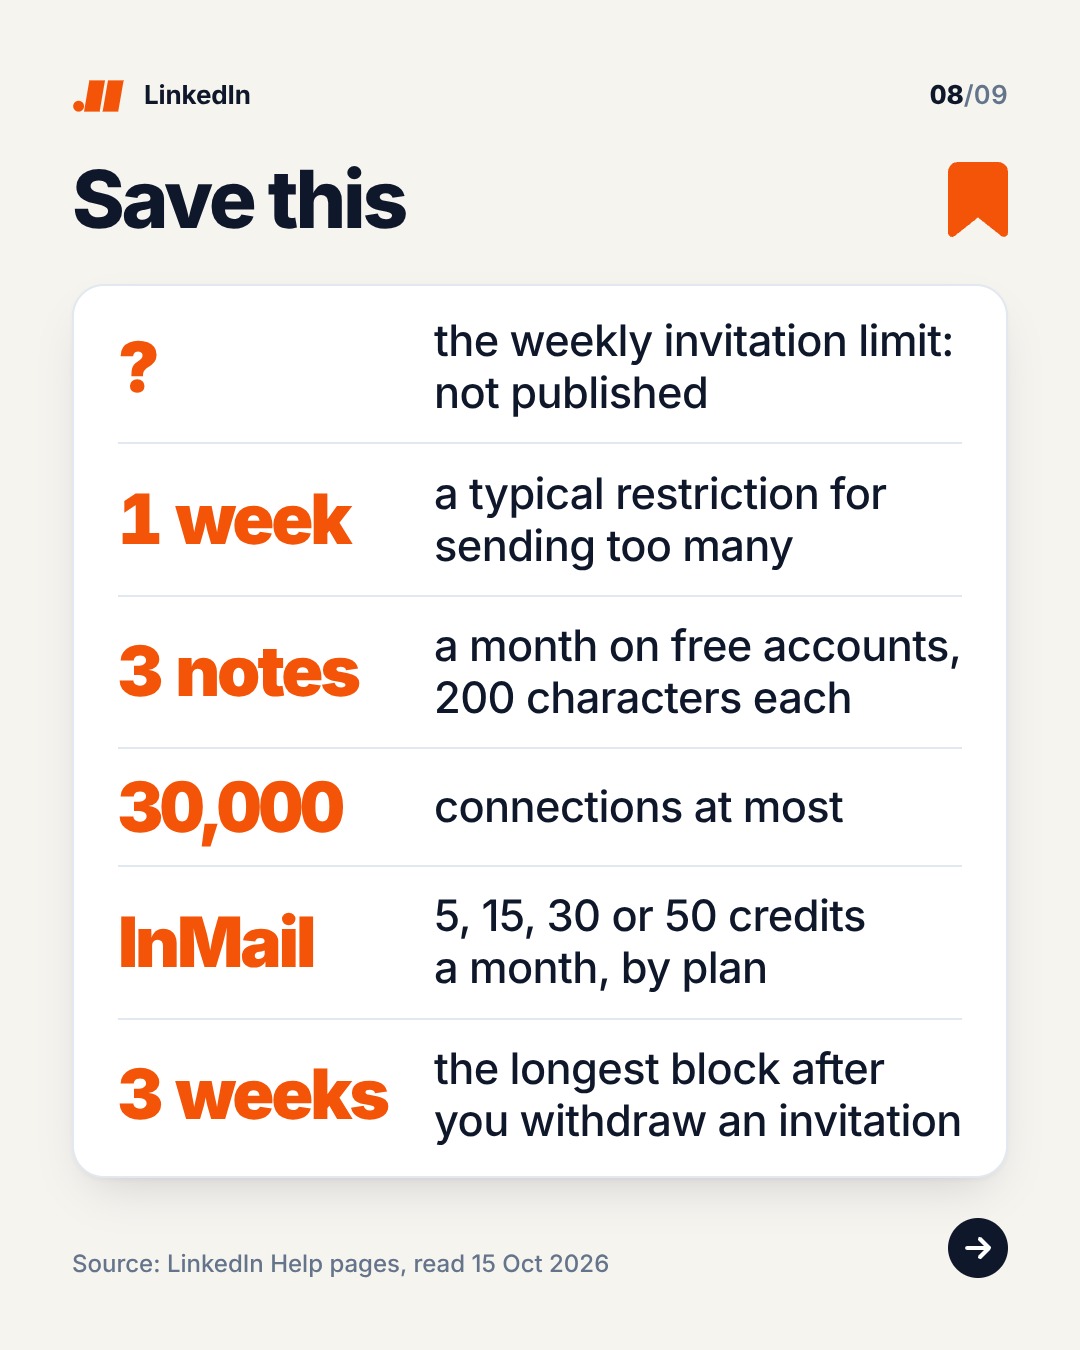 LinkedIn
08/09
Save this
?
the weekly invitation limit:
not published
1 week
a typical restriction for
sending too many
3 notes
a month on free accounts,
200 characters each
30,000
connections at most
InMail
5, 15, 30 or 50 credits
a month, by plan
3 weeks
the longest block after
you withdraw an invitation
Source: LinkedIn Help pages, read 15 Oct 2026